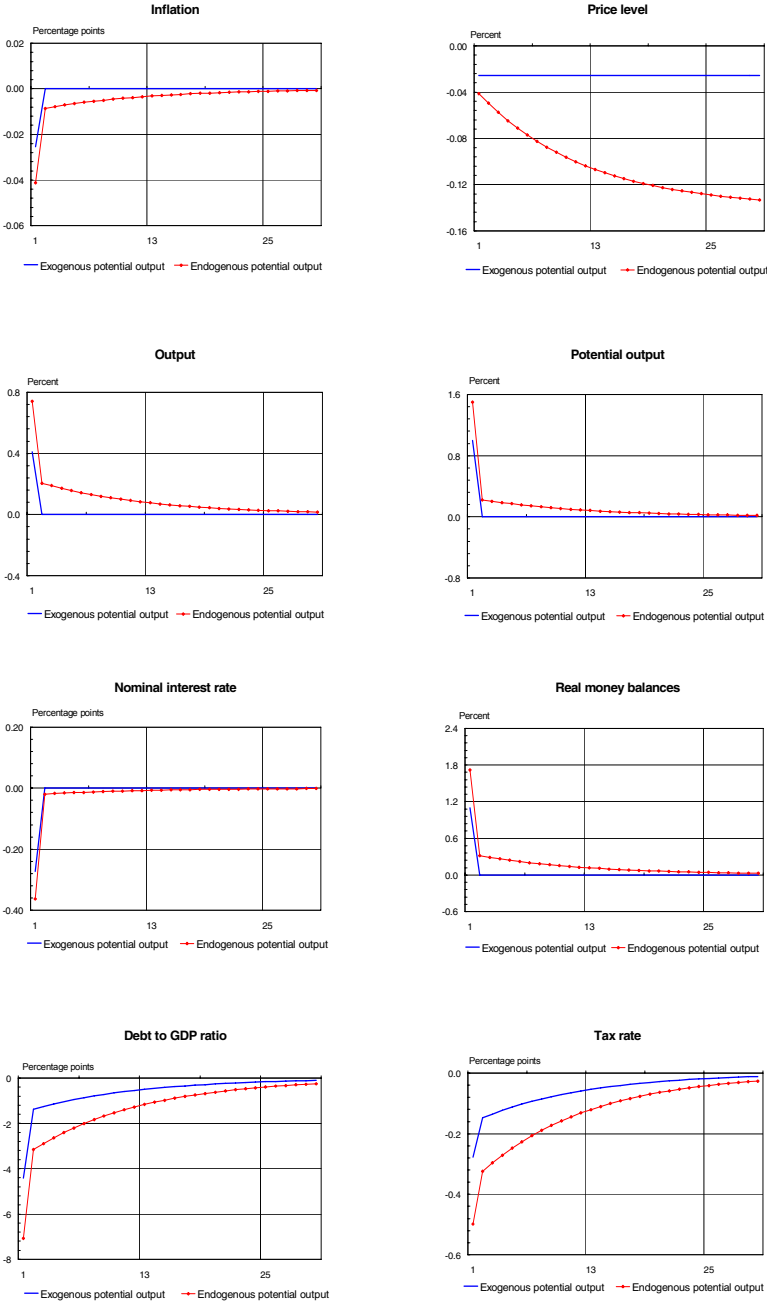 Inflation
Percentage points
0.02
0.00
-0.02
-0.04
-0.06
1 13 25
Exogenous potential output Endogenous potential output
Price level
Percent
0.00
-0.04
-0.08
-0.12
-0.16
1 13 25
Exogenous potential output Endogenous potential output
Output
Percent
0.8
0.4
0.0
-0.4
1 13 25
Exogenous potential output Endogenous potential output
Potential output
Percent
1.6
0.8
0.0
-0.8
1 13 25
Exogenous potential output Endogenous potential output
Nominal interest rate
Percentage points
0.20
0.00
-0.20
-0.40
1 13 25
Exogenous potential output Endogenous potential output
Real money balances
Percent
2.4
1.8
1.2
0.6
0.0
-0.6
1 13 25
Exogenous potential output Endogenous potential output
Debt to GDP ratio
Percentage points
0
-2
-4
-6
-8
1 13 25
Exogenous potential output Endogenous potential output
Tax rate
Percentage points
0.0
-0.2
-0.4
-0.6
1 13 25
Exogenous potential output Endogenous potential output